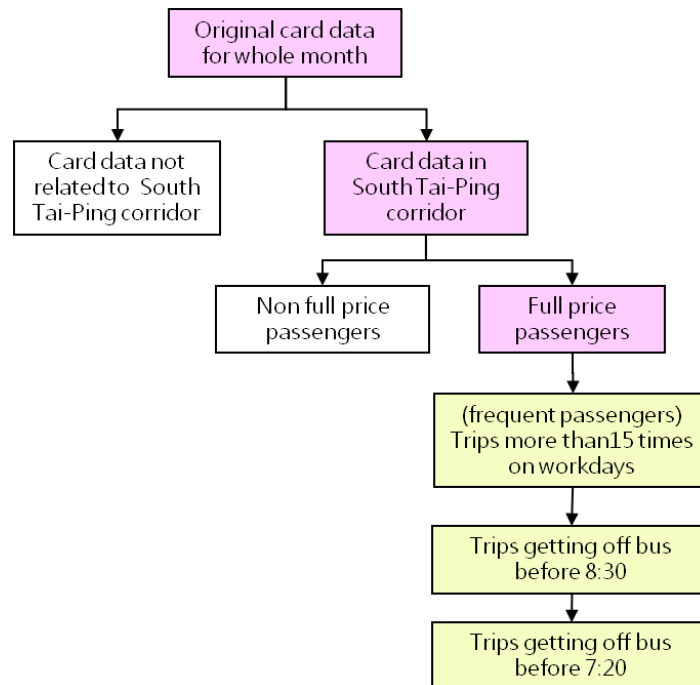 Original card data
for whole month
Card data not
related to South
Tai-Ping corridor
Card data in
South Tai-Ping
corridor
Non full price
passengers
Full price
passengers
(frequent passengers)
Trips more than15 times
on workdays
Trips getting off bus
before 8:30
Trips getting off bus
before 7:20